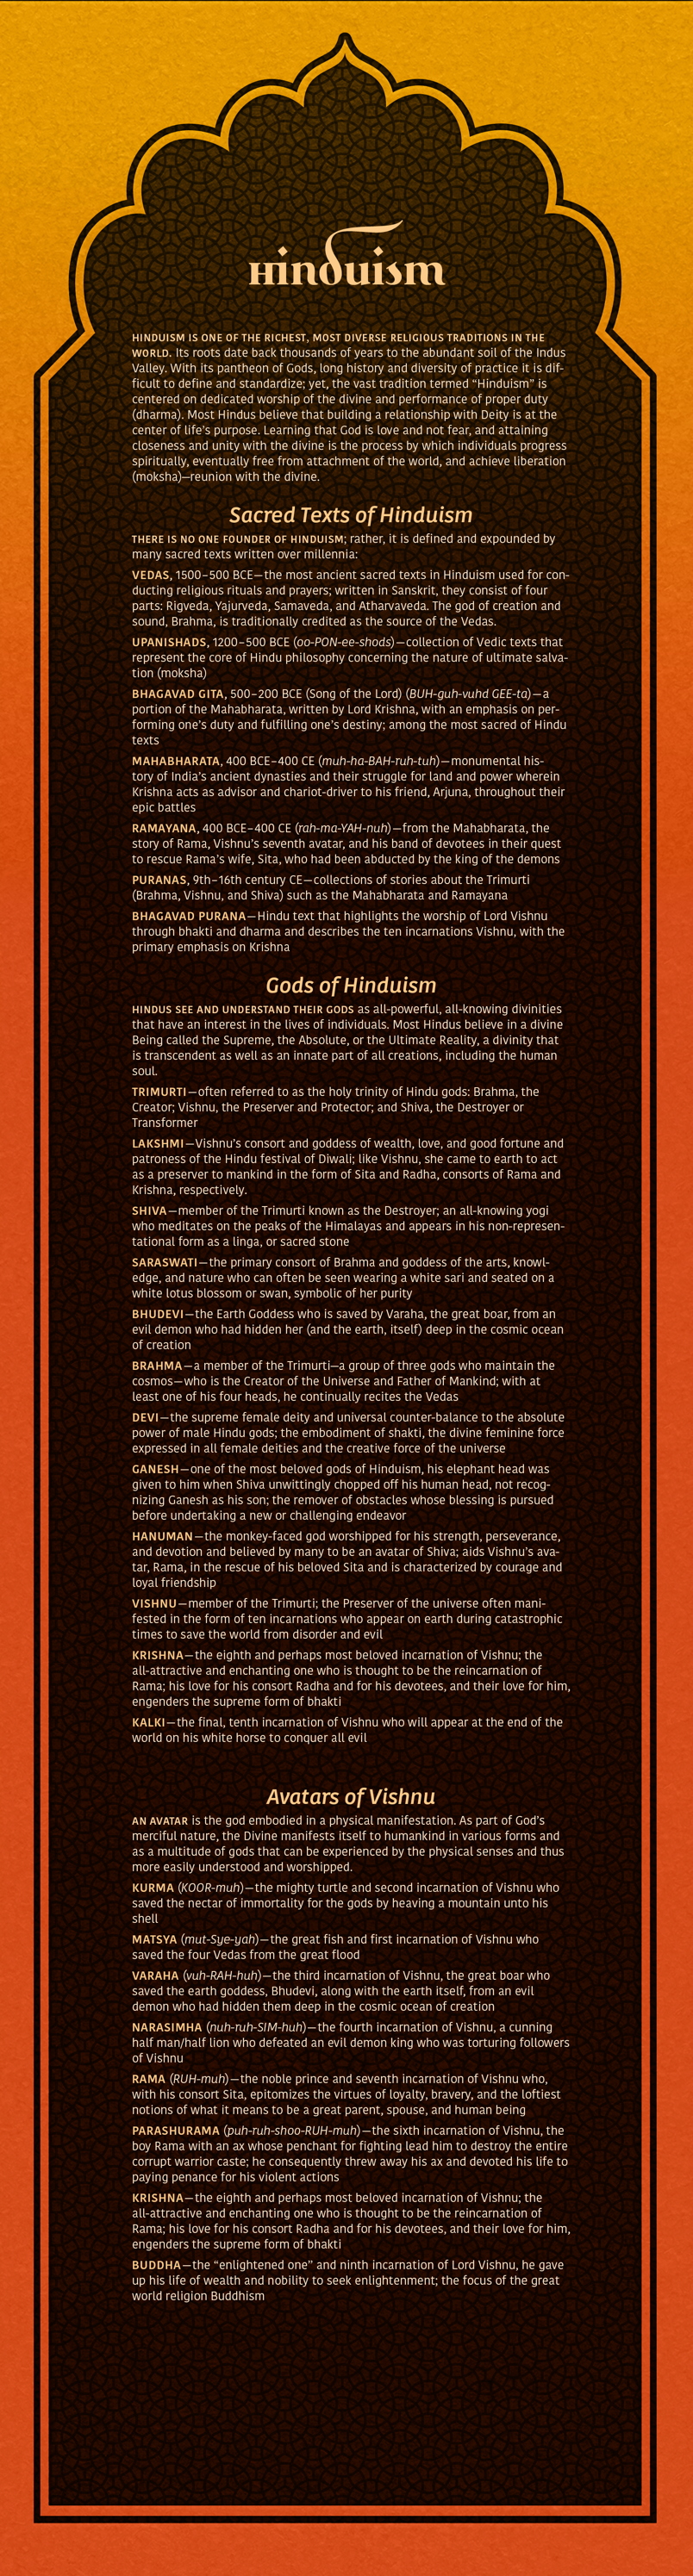 Hinduism
HINDUISM IS ONE OF THE RICHEST, MOST DIVERSE RELIGIOUS TRADITIONS IN THE
WORLD. Its roots date back thousands of years to the abundant soil of the Indus
Valley. With its pantheon of Gods, long history and diversity of practice it is dif-
ficult to define and standardize; yet, the vast tradition termed “Hinduism” is
centered on dedicated worship of the divine and performance of proper duty
(dharma). Most Hindus believe that building a relationship with Deity is at the
center of life’s purpose. Learning that God is love and not fear, and attaining
closeness and unity with the divine is the process by which individuals progress
spiritually, eventually free from attachment of the world, and achieve liberation
(moksha)—reunion with the divine.
Sacred Texts of Hinduism
THERE IS NO ONE FOUNDER OF HINDUISM; rather, it is defined and expounded by
many sacred texts written over millennia:
VEDAS, 1500–500 BCE—the most ancient sacred texts in Hinduism used for con-
ducting religious rituals and prayers; written in Sanskrit, they consist of four
parts: Rigveda, Yajurveda, Samaveda, and Atharvaveda. The god of creation and
sound, Brahma, is traditionally credited as the source of the Vedas.
UPANISHADS, 1200–500 BCE (oo-PON-ee-shods)—collection of Vedic texts that
represent the core of Hindu philosophy concerning the nature of ultimate salva-
tion (moksha)
BHAGAVAD GITA, 500–200 BCE (Song of the Lord) (BUH-guh-vuhd GEE-ta)—a
portion of the Mahabharata, written by Lord Krishna, with an emphasis on per-
forming one’s duty and fulfilling one’s destiny; among the most sacred of Hindu
texts
MAHABHARATA, 400 BCE–400 CE (muh-ha-BAH-ruh-tuh)—monumental his-
tory of India’s ancient dynasties and their struggle for land and power wherein
Krishna acts as advisor and chariot-driver to his friend, Arjuna, throughout their
epic battles
RAMAYANA, 400 BCE–400 CE (rah-ma-YAH-nuh)—from the Mahabharata, the
story of Rama, Vishnu’s seventh avatar, and his band of devotees in their quest
to rescue Rama’s wife, Sita, who had been abducted by the king of the demons
PURANAS, 9th–16th century CE—collections of stories about the Trimurti
(Brahma, Vishnu, and Shiva) such as the Mahabharata and Ramayana
BHAGAVAD PURANA—Hindu text that highlights the worship of Lord Vishnu
through bhakti and dharma and describes the ten incarnations Vishnu, with the
primary emphasis on Krishna
Gods of Hinduism
HINDUS SEE AND UNDERSTAND THEIR GODS as all-powerful, all-knowing divinities
that have an interest in the lives of individuals. Most Hindus believe in a divine
Being called the Supreme, the Absolute, or the Ultimate Reality, a divinity that
is transcendent as well as an innate part of all creations, including the human
soul.
TRIMURTI—often referred to as the holy trinity of Hindu gods: Brahma, the
Creator; Vishnu, the Preserver and Protector; and Shiva, the Destroyer or
Transformer
LAKSHMI—Vishnu’s consort and goddess of wealth, love, and good fortune and
patroness of the Hindu festival of Diwali; like Vishnu, she came to earth to act
as a preserver to mankind in the form of Sita and Radha, consorts of Rama and
Krishna, respectively.
SHIVA—member of the Trimurti known as the Destroyer; an all-knowing yogi
who meditates on the peaks of the Himalayas and appears in his non-represen-
tational form as a linga, or sacred stone
SARASWATI—the primary consort of Brahma and goddess of the arts, knowl-
edge, and nature who can often be seen wearing a white sari and seated on a
white lotus blossom or swan, symbolic of her purity
BHUDEVI—the Earth Goddess who is saved by Varaha, the great boar, from an
evil demon who had hidden her (and the earth, itself) deep in the cosmic ocean
of creation
BRAHMA—a member of the Trimurti—a group of three gods who maintain the
cosmos—who is the Creator of the Universe and Father of Mankind; with at
least one of his four heads, he continually recites the Vedas
DEVI—the supreme female deity and universal counter-balance to the absolute
power of male Hindu gods; the embodiment of shakti, the divine feminine force
expressed in all female deities and the creative force of the universe
GANESH—one of the most beloved gods of Hinduism, his elephant head was
given to him when Shiva unwittingly chopped off his human head, not recog-
nizing Ganesh as his son; the remover of obstacles whose blessing is pursued
before undertaking a new or challenging endeavor
HANUMAN—the monkey-faced god worshipped for his strength, perseverance,
and devotion and believed by many to be an avatar of Shiva; aids Vishnu’s ava-
tar, Rama, in the rescue of his beloved Sita and is characterized by courage and
loyal friendship
VISHNU—member of the Trimurti; the Preserver of the universe often mani-
fested in the form of ten incarnations who appear on earth during catastrophic
times to save the world from disorder and evil
KRISHNA—the eighth and perhaps most beloved incarnation of Vishnu; the
all-attractive and enchanting one who is thought to be the reincarnation of
Rama; his love for his consort Radha and for his devotees, and their love for him,
engenders the supreme form of bhakti
KALKI—the final, tenth incarnation of Vishnu who will appear at the end of the
world on his white horse to conquer all evil
Avatars of Vishnu
AN AVATAR is the god embodied in a physical manifestation. As part of God’s
merciful nature, the Divine manifests itself to humankind in various forms and
as a multitude of gods that can be experienced by the physical senses and thus
more easily understood and worshipped.
KURMA (KOOR-muh)—the mighty turtle and second incarnation of Vishnu who
saved the nectar of immortality for the gods by heaving a mountain unto his
shell
MATSYA (mut-Sye-yah)—the great fish and first incarnation of Vishnu who
saved the four Vedas from the great flood
VARAHA (vuh-RAH-huh)—the third incarnation of Vishnu, the great boar who
saved the earth goddess, Bhudevi, along with the earth itself, from an evil
demon who had hidden them deep in the cosmic ocean of creation
NARASIMHA (nuh-ruh-SIM-huh)—the fourth incarnation of Vishnu, a cunning
half man/half lion who defeated an evil demon king who was torturing followers
of Vishnu
RAMA (RUH-muh)—the noble prince and seventh incarnation of Vishnu who,
with his consort Sita, epitomizes the virtues of loyalty, bravery, and the loftiest
notions of what it means to be a great parent, spouse, and human being
PARASHURAMA (puh-ruh-shoo-RUH-muh)—the sixth incarnation of Vishnu, the
boy Rama with an ax whose penchant for fighting lead him to destroy the entire
corrupt warrior caste; he consequently threw away his ax and devoted his life to
paying penance for his violent actions
KRISHNA—the eighth and perhaps most beloved incarnation of Vishnu; the
all-attractive and enchanting one who is thought to be the reincarnation of
Rama; his love for his consort Radha and for his devotees, and their love for him,
engenders the supreme form of bhakti
BUDDHA—the “enlightened one” and ninth incarnation of Lord Vishnu, he gave
up his life of wealth and nobility to seek enlightenment; the focus of the great
world religion Buddhism